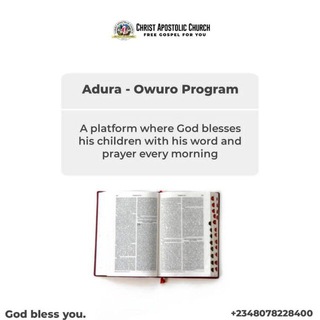 CHRIST APOSTOLIC CHURCH
FREE GOSPEL FOR YOU
Adura - Owuro Program
A platform where God blesses
his children with his word and
prayer every morning
God bless you.
+2348078228400